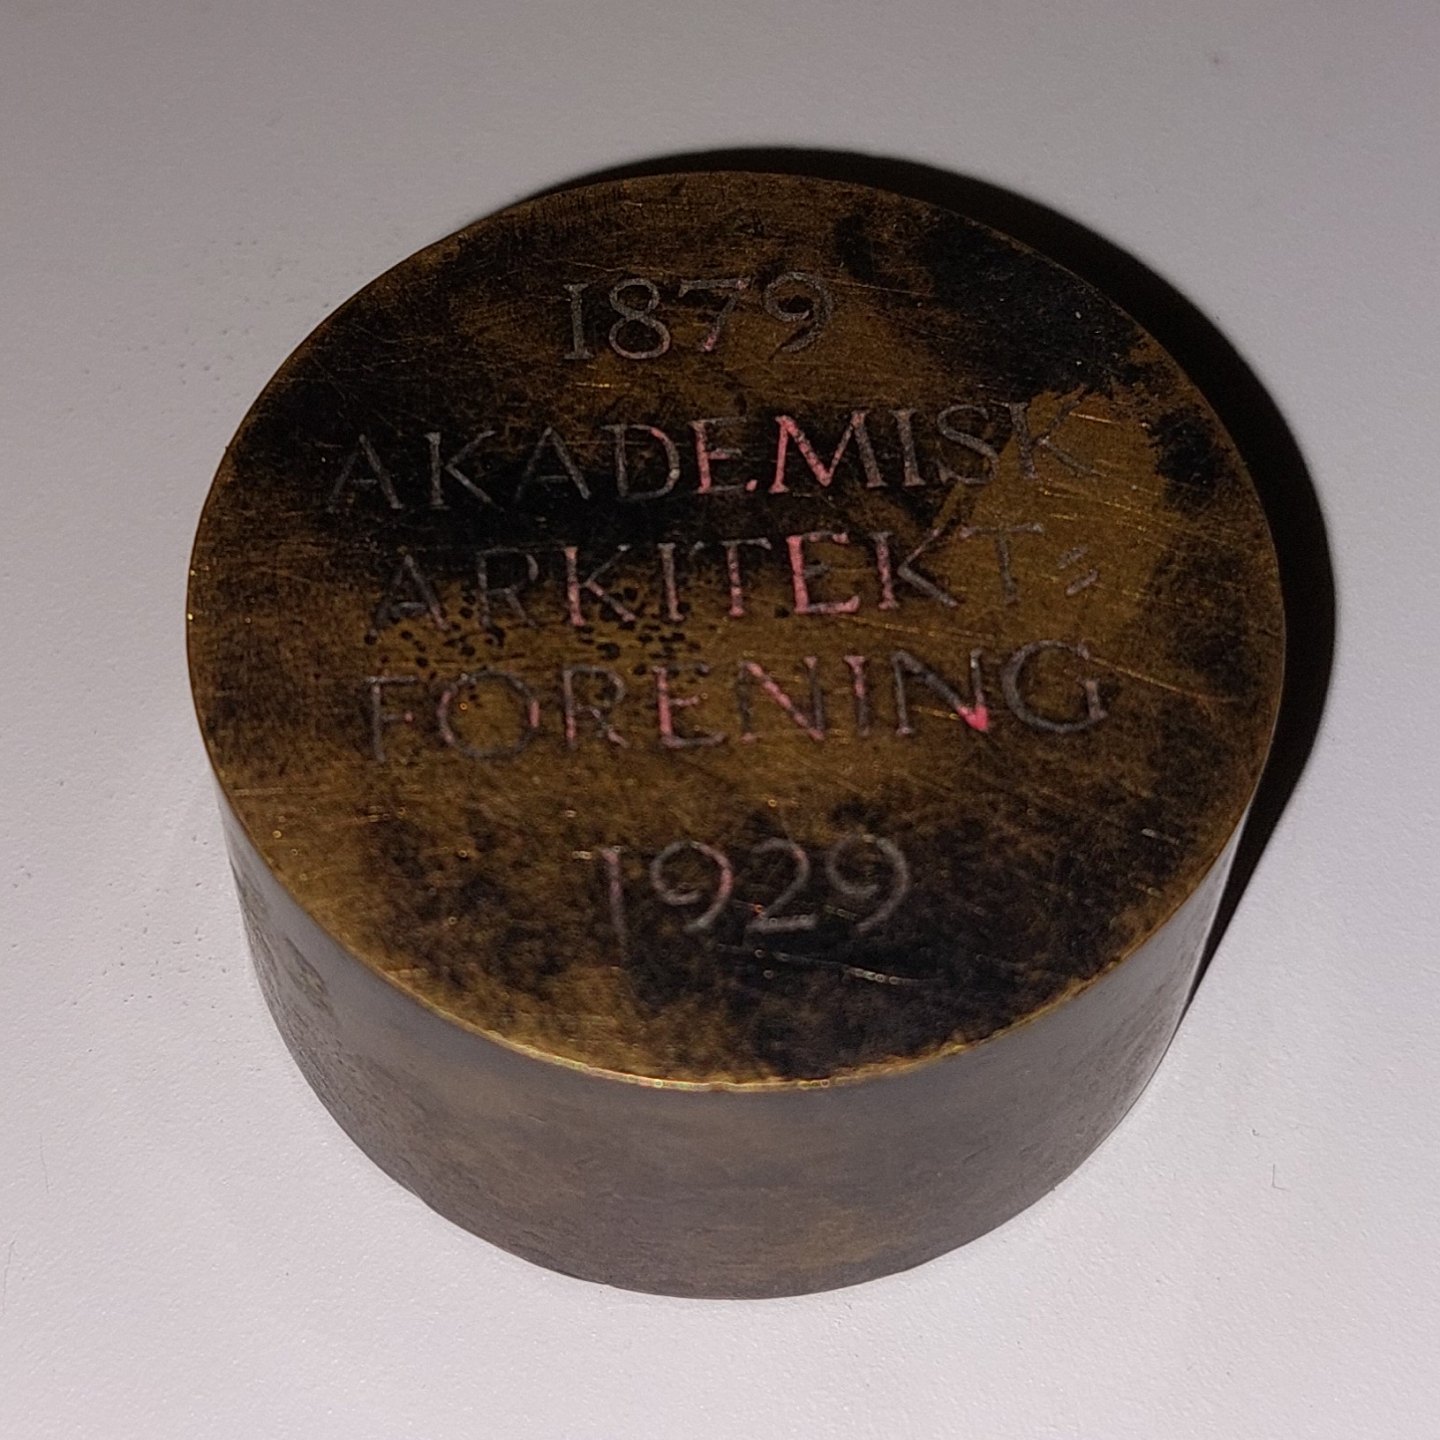 1879
AKADEMISK
ARKITEKT=
FORENING
1929